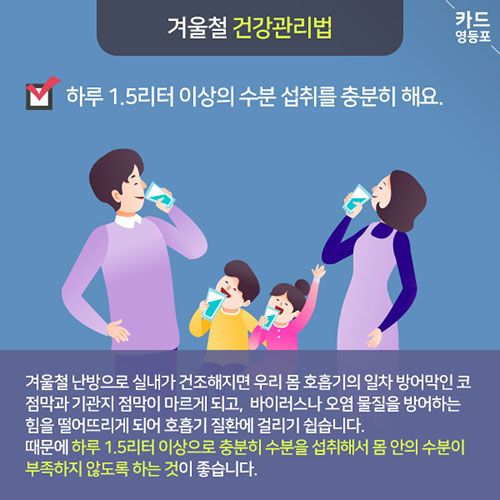 겨울철 건강관리법
카드
영등포
하루 1.5리터 이상의 수분 섭취를 충분히 해요.
겨울철 난방으로 실내가 건조해지면 우리 몸 호흡기의 일차 방어막인 코
점막과 기관지 점막이 마르게 되고, 바이러스나 오염 물질을 방어하는
힘을 떨어뜨리게 되어 호흡기 질환에 걸리기 쉽습니다.
때문에 하루 1.5리터 이상으로 충분히 수분을 섭취해서 몸 안의 수분이
부족하지 않도록 하는 것이 좋습니다.